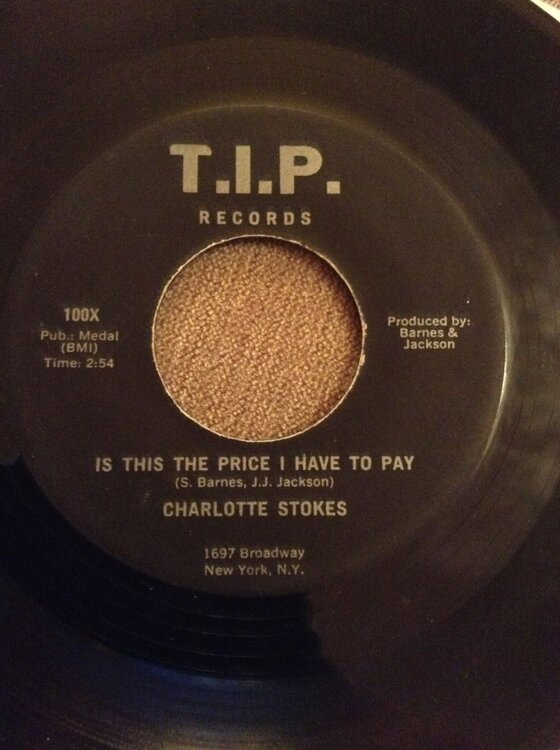 T.I.P.
RECORDS
100X
Pub.: Medal
(BMI)
Time: 2:54
Produced by:
Barnes &
Jackson
IS THIS THE PRICE I HAVE TO PAY
(S. Barnes, J.J. Jackson)
CHARLOTTE STOKES
1697 Broadway
New York, N.Y.